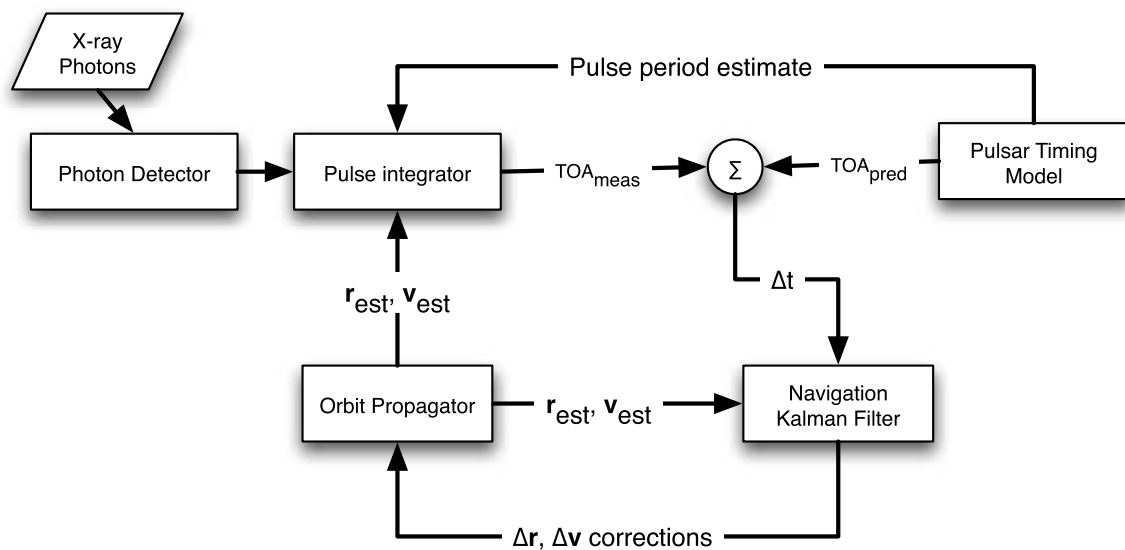 X-ray
Photons
Pulse period estimate
Photon Detector
Pulse integrator
TOAmeas
Σ
TOApred
Pulsar Timing
Model
Δt
rest, vest
Orbit Propagator
rest, vest
Navigation
Kalman Filter
Δr, Δv corrections